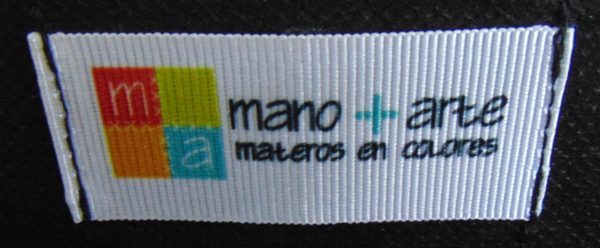 m
a
mano + arte
materos en colores